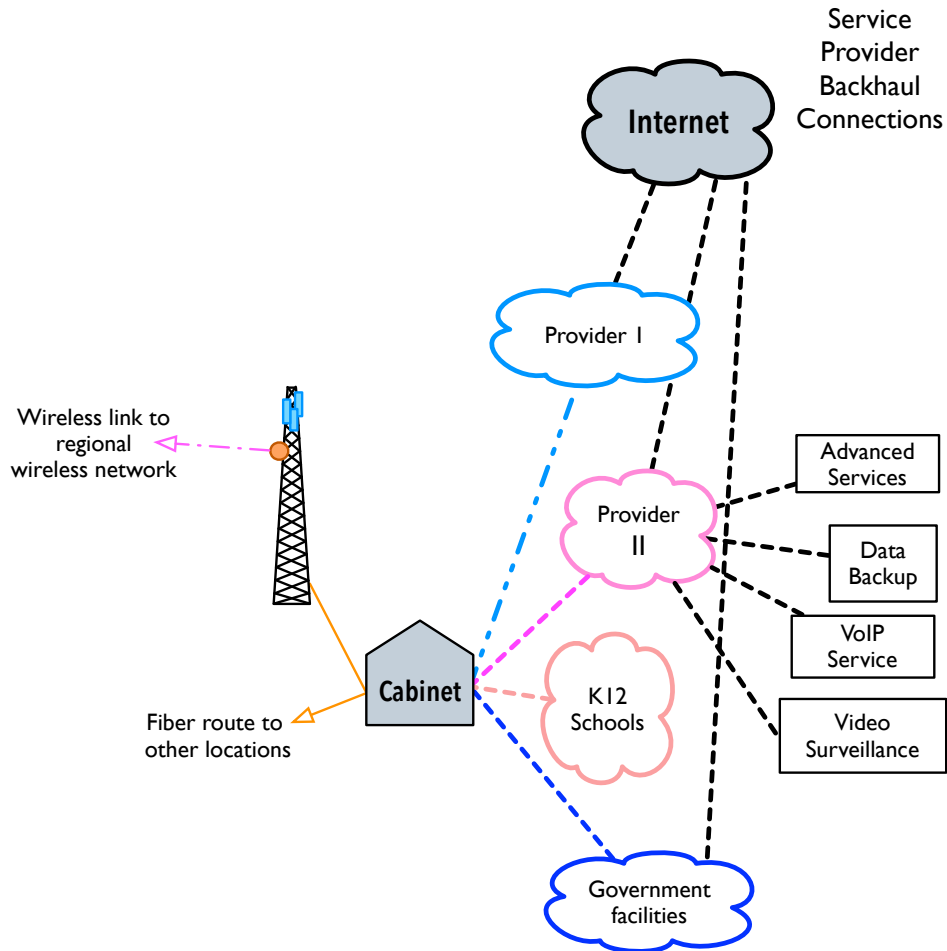 Service
Provider
Backhaul
Connections
Internet
Provider I
Wireless link to
regional
wireless network
Advanced
Services
Provider
II
Data
Backup
VoIP
Service
Cabinet
K12
Schools
Fiber route to
other locations
Video
Surveillance
Government
facilities